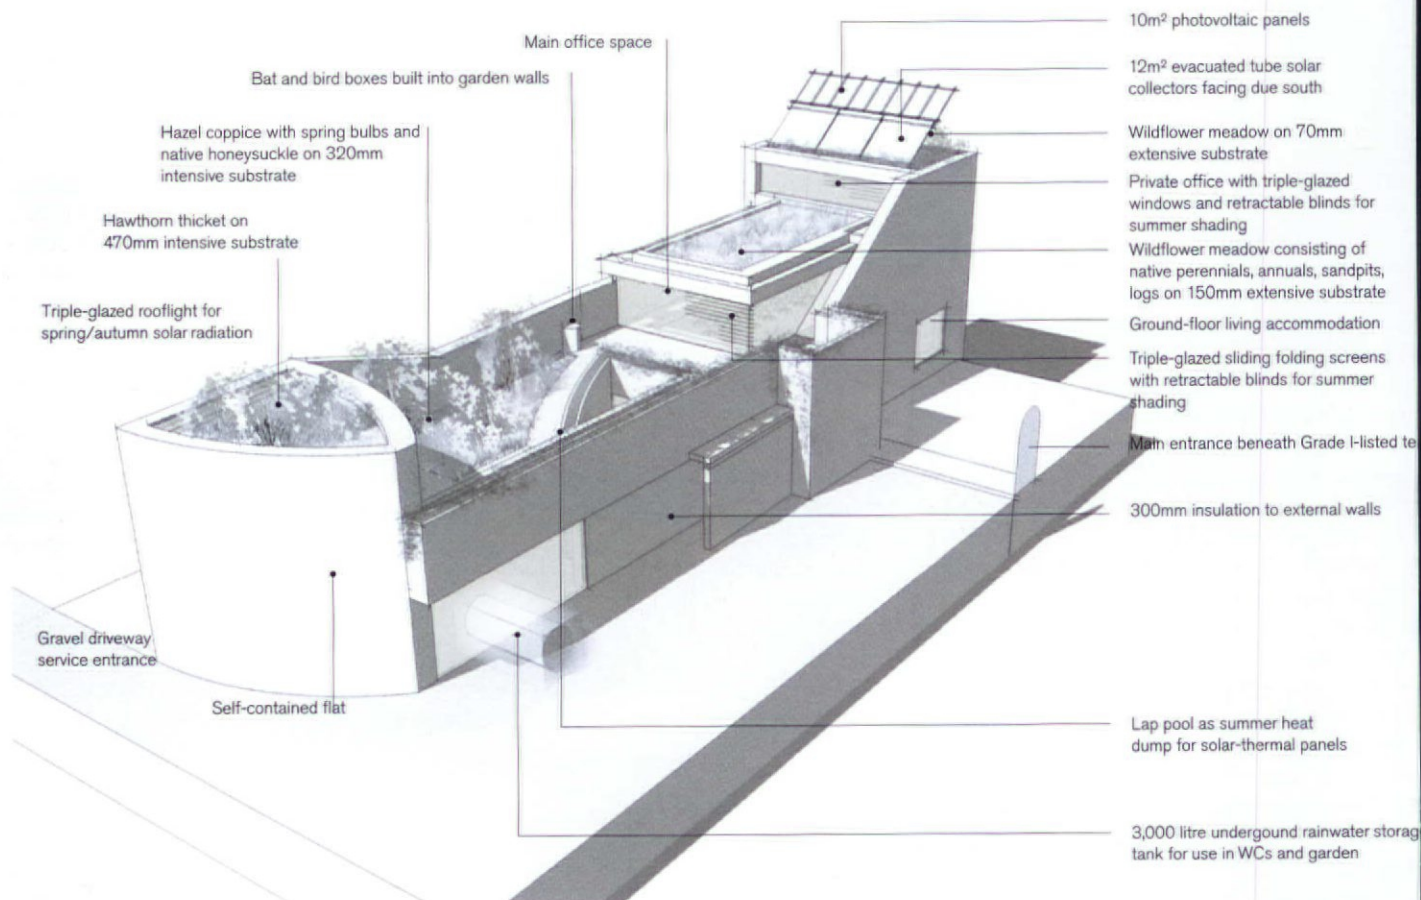 Main office space
Bat and bird boxes built into garden walls
Hazel coppice with spring bulbs and
native honeysuckle on 320mm
intensive substrate
Hawthorn thicket on
470mm intensive substrate
Triple-glazed rooflight for
spring/autumn solar radiation
Gravel driveway
service entrance
Self-contained flat
10m² photovoltaic panels
12m² evacuated tube solar
collectors facing due south
Wildflower meadow on 70mm
extensive substrate
Private office with triple-glazed
windows and retractable blinds for
summer shading
Wildflower meadow consisting of
native perennials, annuals, sandpits,
logs on 150mm extensive substrate
Ground-floor living accommodation
Triple-glazed sliding folding screens
with retractable blinds for summer
shading
Main entrance beneath Grade I-listed te
300mm insulation to external walls
Lap pool as summer heat
dump for solar-thermal panels
3,000 litre undergound rainwater storag
tank for use in WCs and garden